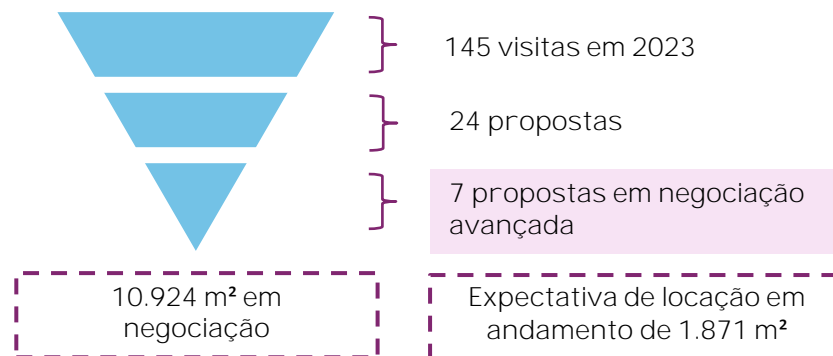 145 visitas em 2023
24 propostas
7 propostas em negociação
avançada
10.924 m² em
negociação
Expectativa de locação em
andamento de 1.871 m²